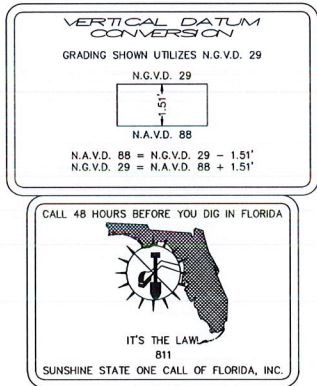 VERTICAL DATUM
CONVERSION
GRADING SHOWN UTILIZES N.G.V.D. 29
N.G.V.D. 29
1.51'
N.A.V.D. 88
N.A.V.D. 88 = N.G.V.D. 29 - 1.51'
N.G.V.D. 29 = N.A.V.D. 88 + 1.51'
CALL 48 HOURS BEFORE YOU DIG IN FLORIDA
IT'S THE LAW!
811
SUNSHINE STATE ONE CALL OF FLORIDA, INC.